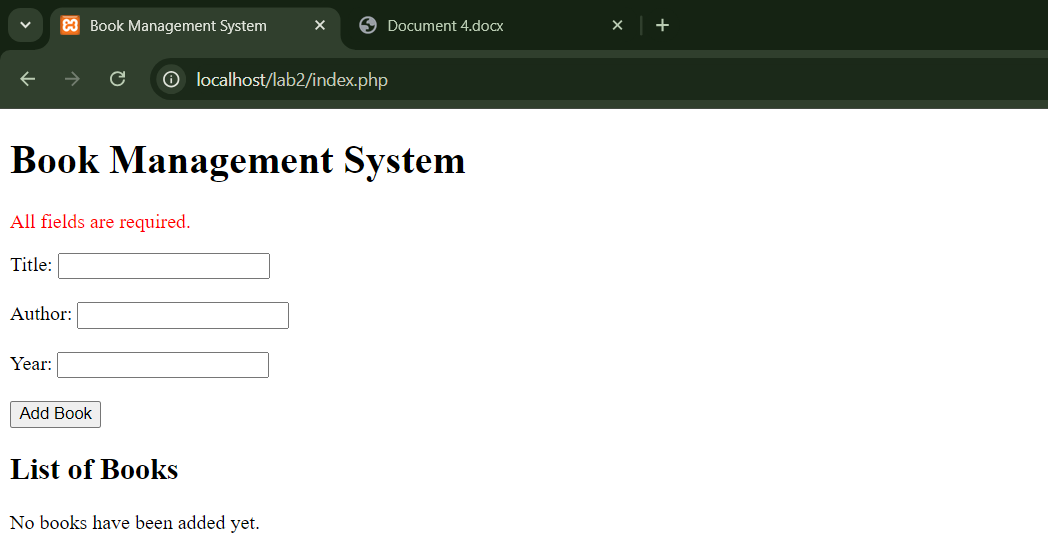 Book Management System
Document 4.docx
localhost/lab2/index.php
Book Management System
All fields are required.
Title:
Author:
Year:
Add Book
List of Books
No books have been added yet.